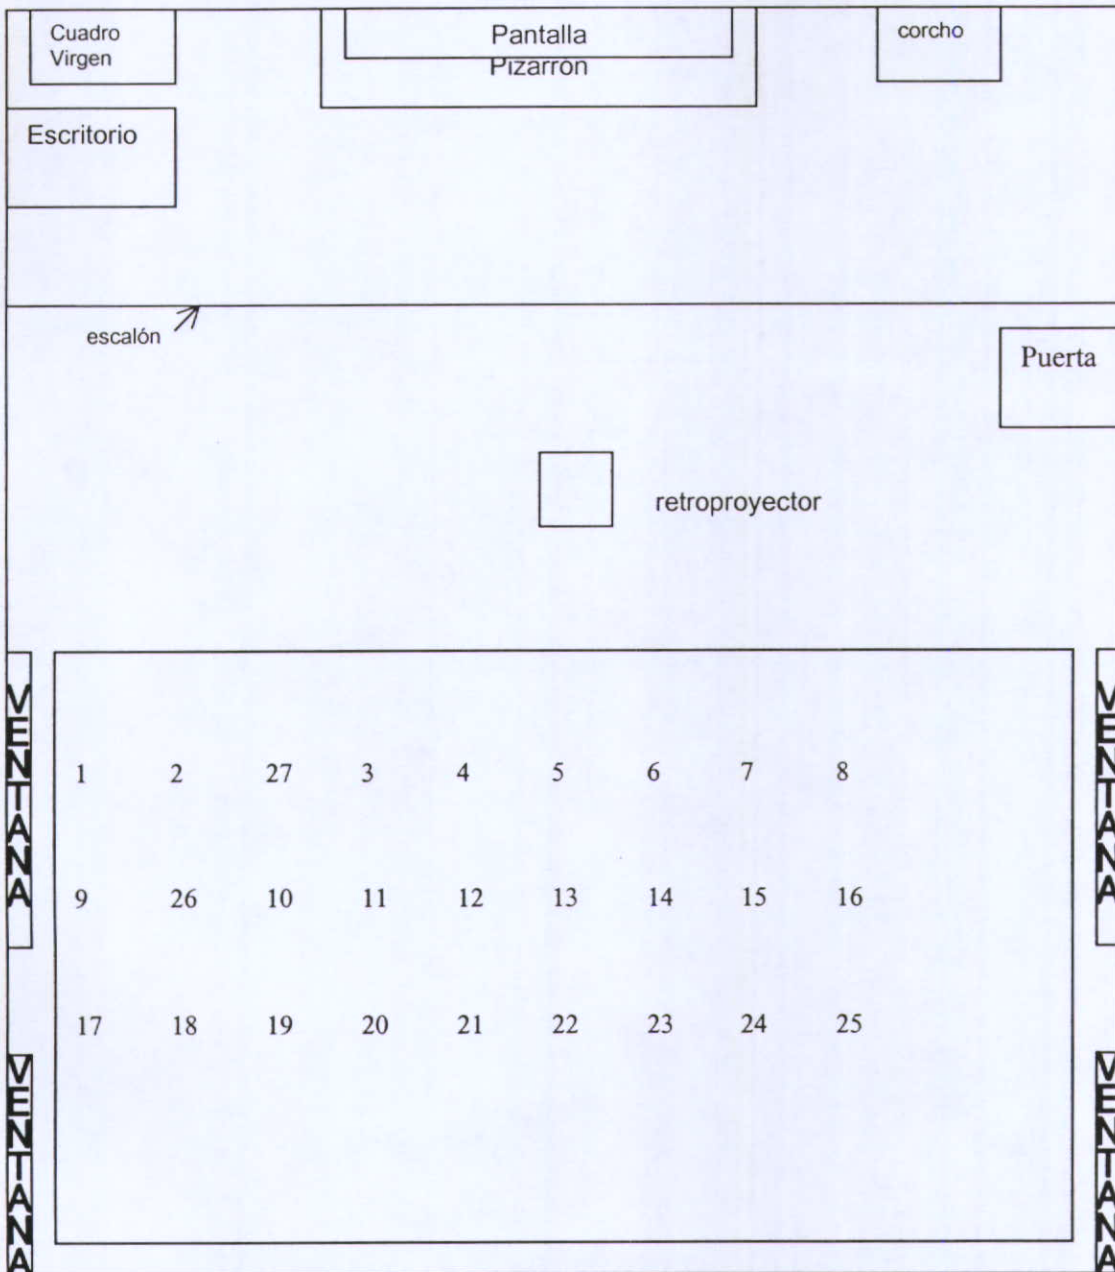 Cuadro
Virgen
Pantalla
Pizarrón
corcho
Escritorio
escalón
Puerta
retroproyector
VENTANA
VENTANA
1 2 27 3 4 5 6 7 8
9 26 10 11 12 13 14 15 16
17 18 19 20 21 22 23 24 25
VENTANA
VENTANA